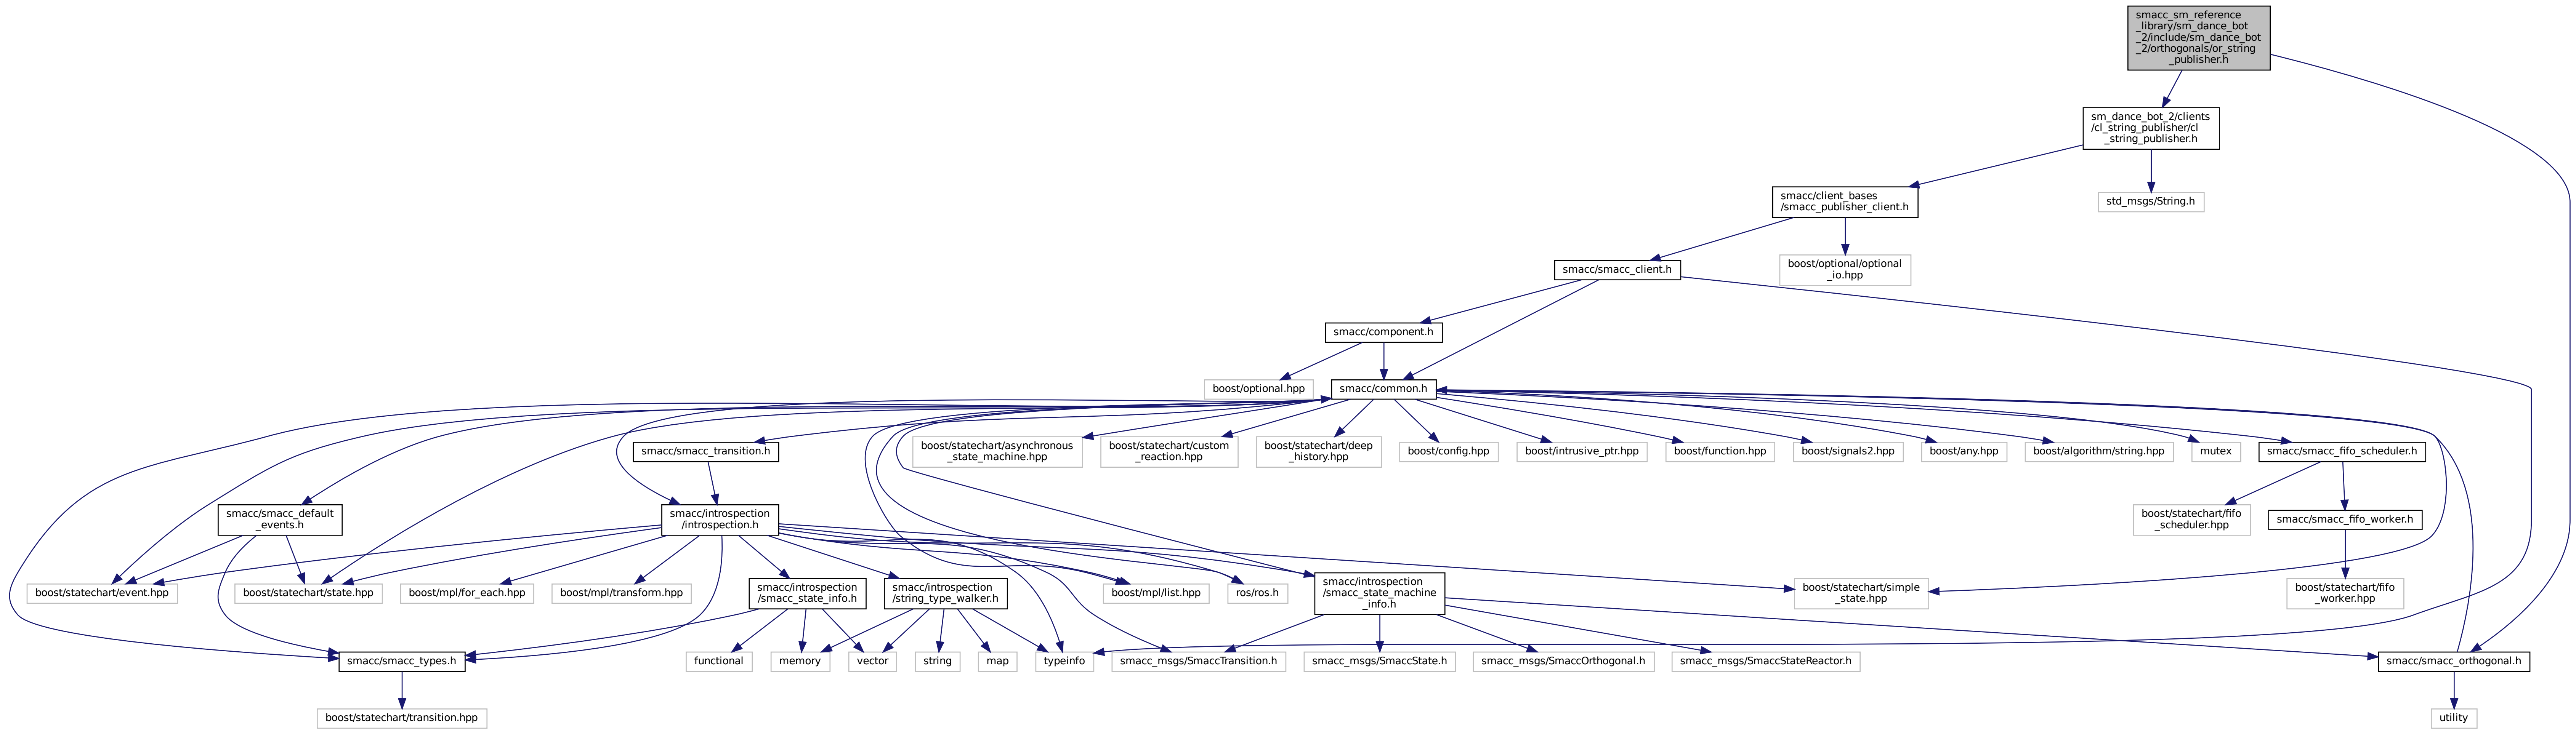 smacc_sm_reference
_library/sm_dance_bot
_2/include/sm_dance_bot
_2/orthogonals/or_string
_publisher.h
sm_dance_bot_2/clients
/cl_string_publisher/cl
_string_publisher.h
smacc/client_bases
/smacc_publisher_client.h
std_msgs/String.h
smacc/smacc_client.h
boost/optional/optional
_io.hpp
smacc/component.h
boost/optional.hpp
smacc/common.h
smacc/smacc_transition.h
boost/statechart/asynchronous
_state_machine.hpp
boost/statechart/custom
_reaction.hpp
boost/statechart/deep
_history.hpp
boost/config.hpp
boost/intrusive_ptr.hpp
boost/function.hpp
boost/signals2.hpp
boost/any.hpp
boost/algorithm/string.hpp
mutex
smacc/smacc_fifo_scheduler.h
smacc/smacc_default
_events.h
smacc/introspection
/introspection.h
boost/statechart/fifo
_scheduler.hpp
smacc/smacc_fifo_worker.h
boost/statechart/event.hpp
boost/statechart/state.hpp
boost/mpl/for_each.hpp
boost/mpl/transform.hpp
smacc/introspection
/smacc_state_info.h
smacc/introspection
/string_type_walker.h
boost/mpl/list.hpp
ros/ros.h
smacc/introspection
/smacc_state_machine
_info.h
boost/statechart/simple
_state.hpp
boost/statechart/fifo
_worker.hpp
smacc/smacc_types.h
functional
memory
vector
string
map
typeinfo
smacc_msgs/SmaccTransition.h
smacc_msgs/SmaccState.h
smacc_msgs/SmaccOrthogonal.h
smacc_msgs/SmaccStateReactor.h
smacc/smacc_orthogonal.h
boost/statechart/transition.hpp
utility